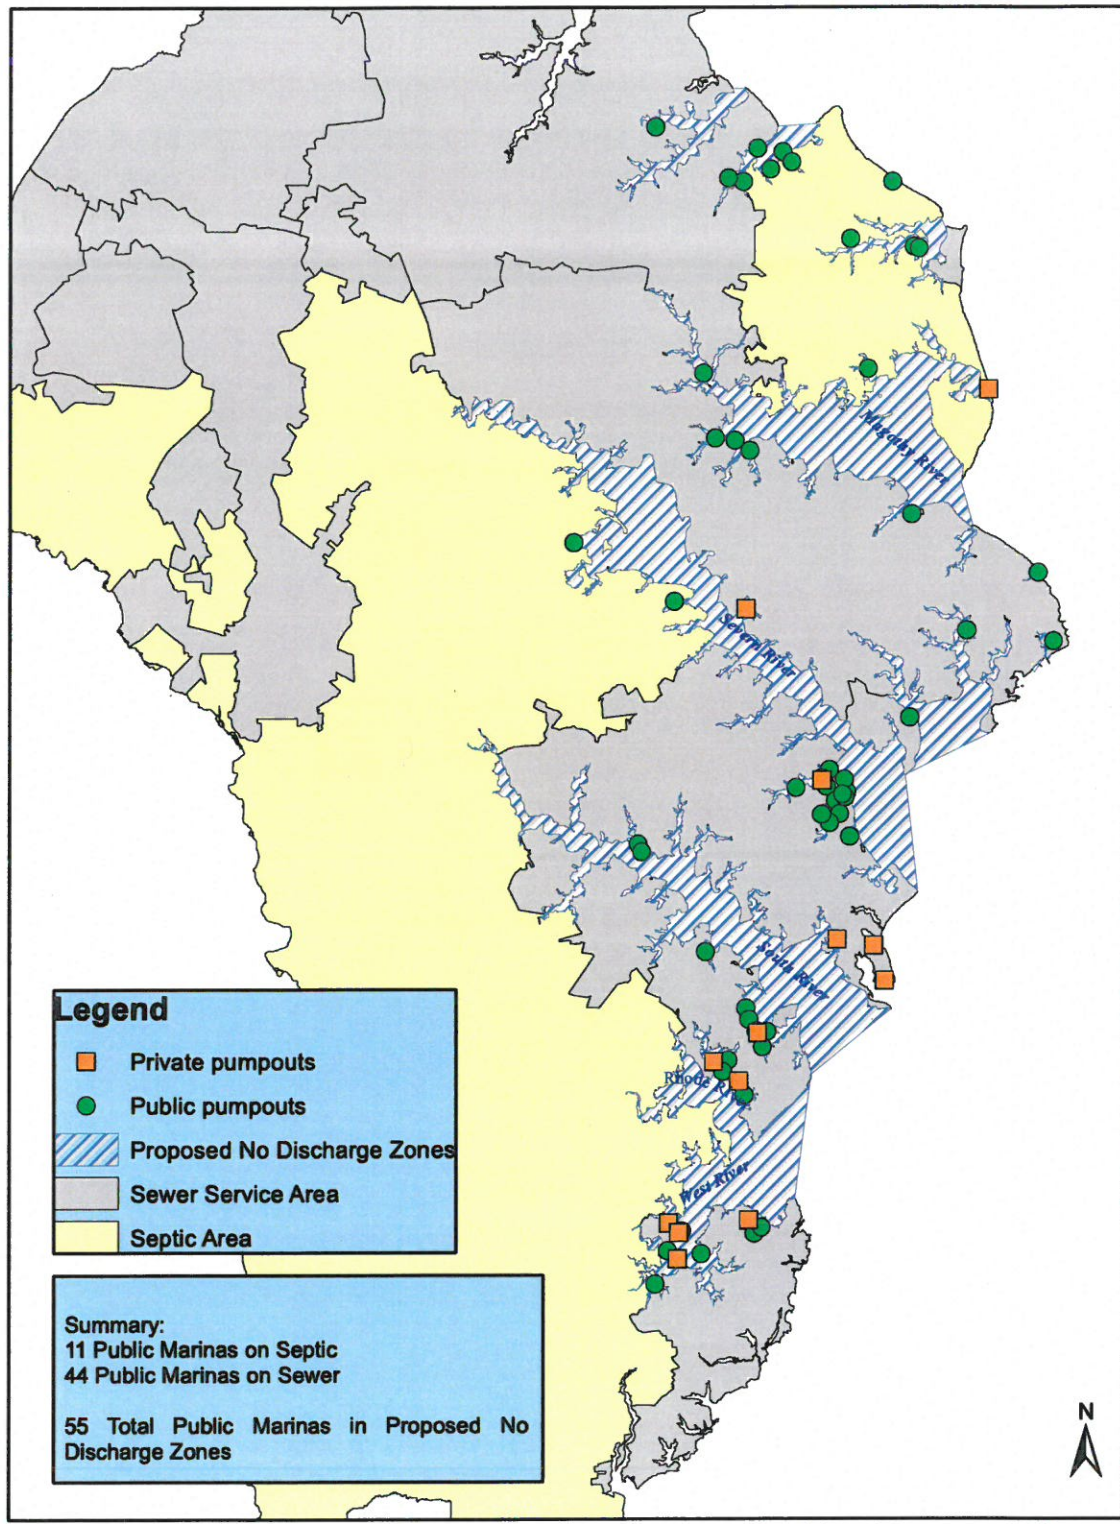 Magothy River
Severn River
South River
Rhode River
West River
Legend
Private pumpouts
Public pumpouts
Proposed No Discharge Zones
Sewer Service Area
Septic Area
Summary:
11 Public Marinas on Septic
44 Public Marinas on Sewer
55 Total Public Marinas in Proposed No
Discharge Zones
N